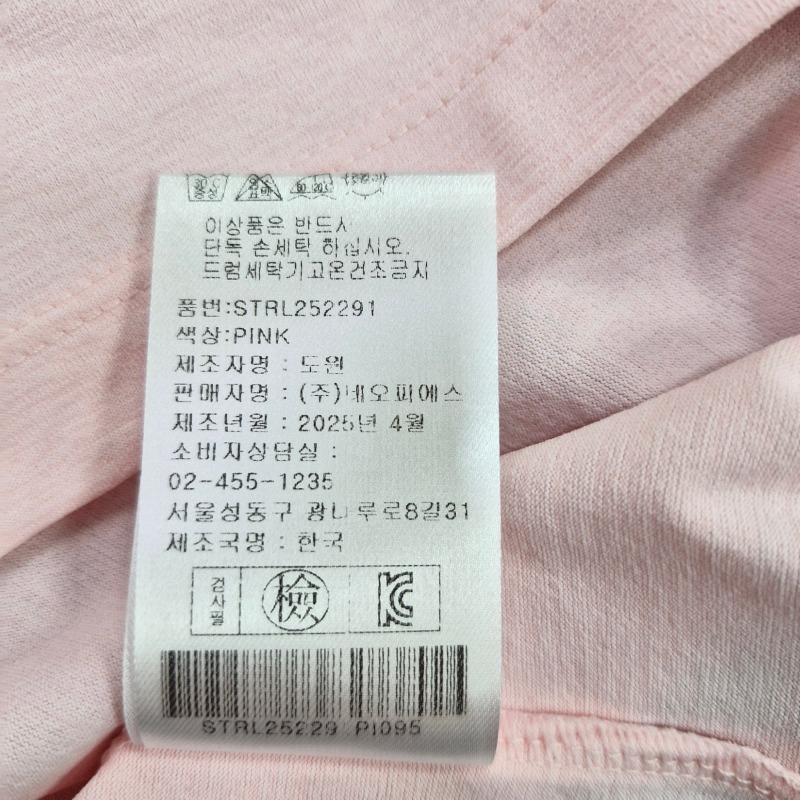 이상품은 반드시
단독 손세탁 하십시오.
드럼세탁기고온건조금지
품번:STRL252291
색상:PINK
제조자명 : 도원
판매자명 : (주)네오피에스
제조년월 : 2025년 4월
소비자상담실 :
02-455-1235
서울성동구 광나루로8길31
제조국명 : 한국
검사필 檢 KC
STRL25229 PI095